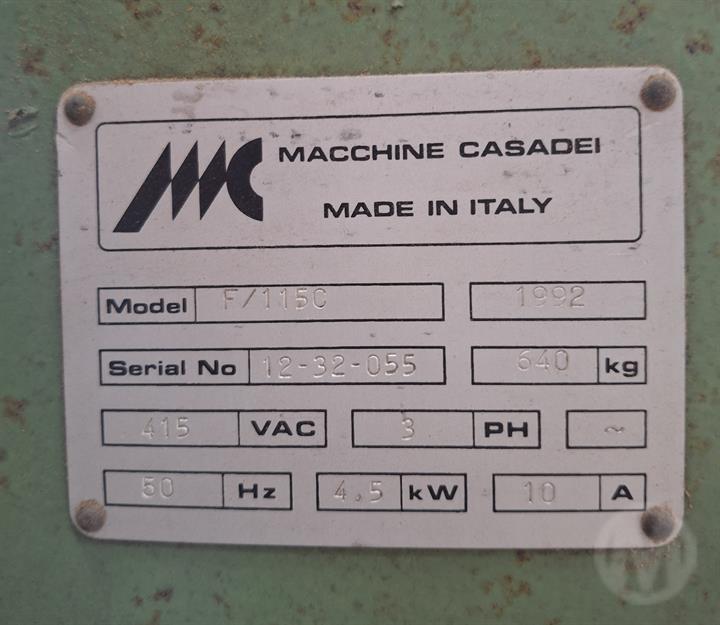 MC MACCHINE CASADEI
MADE IN ITALY
Model F/115C 1992
Serial No 12-32-055 640 kg
415 VAC 3 PH ~
50 Hz 4.5 kW 10 A
M